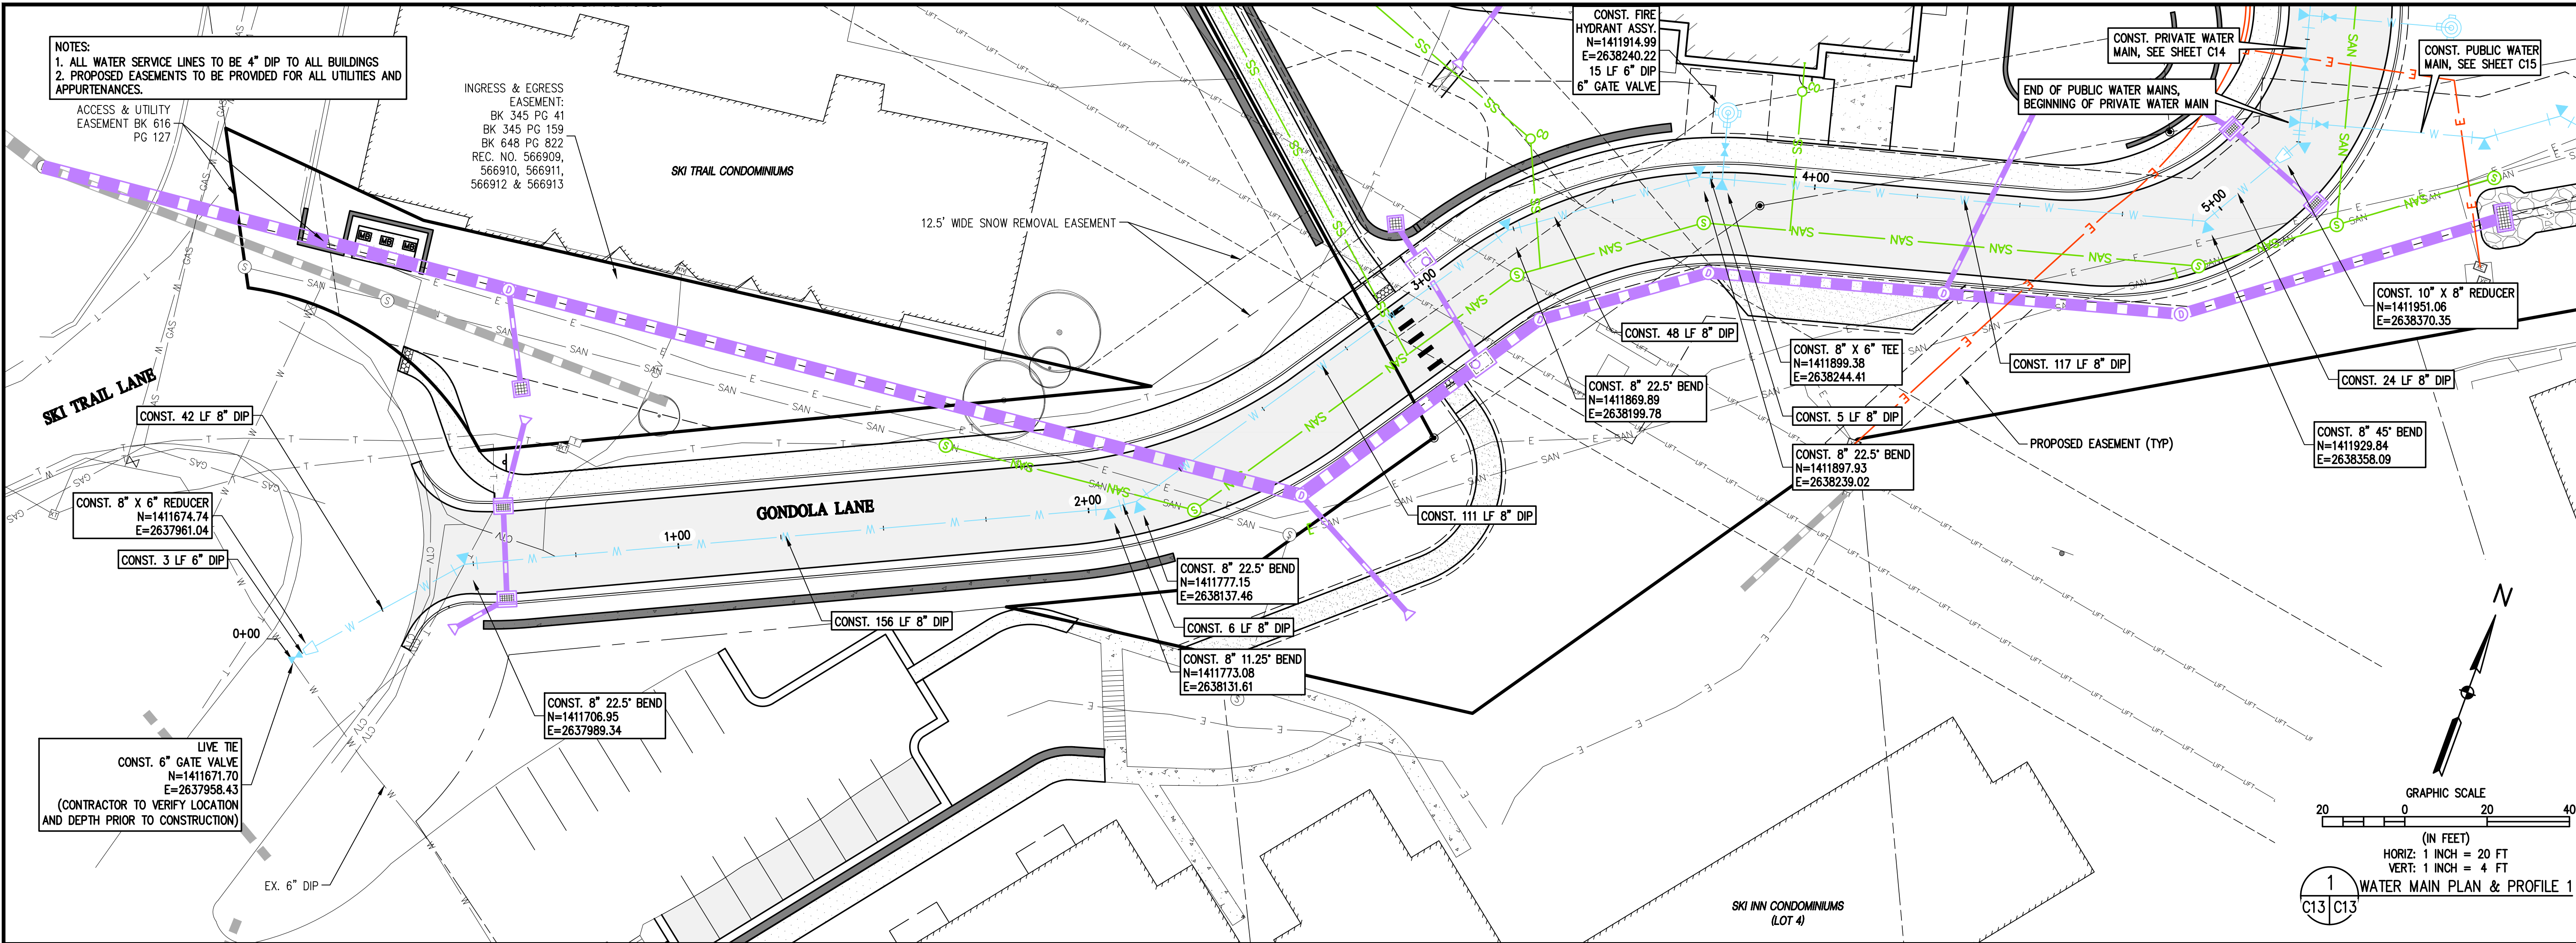 NOTES:
1. ALL WATER SERVICE LINES TO BE 4" DIP TO ALL BUILDINGS
2. PROPOSED EASEMENTS TO BE PROVIDED FOR ALL UTILITIES AND
APPURTENANCES.
ACCESS & UTILITY
EASEMENT BK 616
PG 127
INGRESS & EGRESS
EASEMENT:
BK 345 PG 41
BK 345 PG 159
BK 648 PG 822
REC. NO. 566909,
566910, 566911,
566912 & 566913
SKI TRAIL CONDOMINIUMS
12.5' WIDE SNOW REMOVAL EASEMENT
CONST. FIRE
HYDRANT ASSY.
N=1411914.99
E=2638240.22
15 LF 6" DIP
6" GATE VALVE
CONST. PRIVATE WATER
MAIN, SEE SHEET C14
CONST. PUBLIC WATER
MAIN, SEE SHEET C15
END OF PUBLIC WATER MAINS,
BEGINNING OF PRIVATE WATER MAIN
MB MB MB
3+00
4+00
5+00
CONST. 10" X 8" REDUCER
N=1411951.06
E=2638370.35
CONST. 48 LF 8" DIP
CONST. 8" X 6" TEE
N=1411899.38
E=2638244.41
CONST. 117 LF 8" DIP
CONST. 24 LF 8" DIP
CONST. 8" 22.5° BEND
N=1411869.89
E=2638199.78
CONST. 5 LF 8" DIP
CONST. 8" 45° BEND
N=1411929.84
E=2638358.09
PROPOSED EASEMENT (TYP)
CONST. 8" 22.5° BEND
N=1411897.93
E=2638239.02
SKI TRAIL LANE
CONST. 42 LF 8" DIP
CONST. 8" X 6" REDUCER
N=1411674.74
E=2637961.04
CONST. 3 LF 6" DIP
0+00
1+00
GONDOLA LANE
2+00
CONST. 111 LF 8" DIP
CONST. 8" 22.5° BEND
N=1411777.15
E=2638137.46
CONST. 156 LF 8" DIP
CONST. 6 LF 8" DIP
CONST. 8" 11.25° BEND
N=1411773.08
E=2638131.61
CONST. 8" 22.5° BEND
N=1411706.95
E=2637989.34
LIVE TIE
CONST. 6" GATE VALVE
N=1411671.70
E=2637958.43
(CONTRACTOR TO VERIFY LOCATION
AND DEPTH PRIOR TO CONSTRUCTION)
EX. 6" DIP
SKI INN CONDOMINIUMS
(LOT 4)
N
GRAPHIC SCALE
20 0 20 40
(IN FEET)
HORIZ: 1 INCH = 20 FT
VERT: 1 INCH = 4 FT
1
C13 C13
WATER MAIN PLAN & PROFILE 1